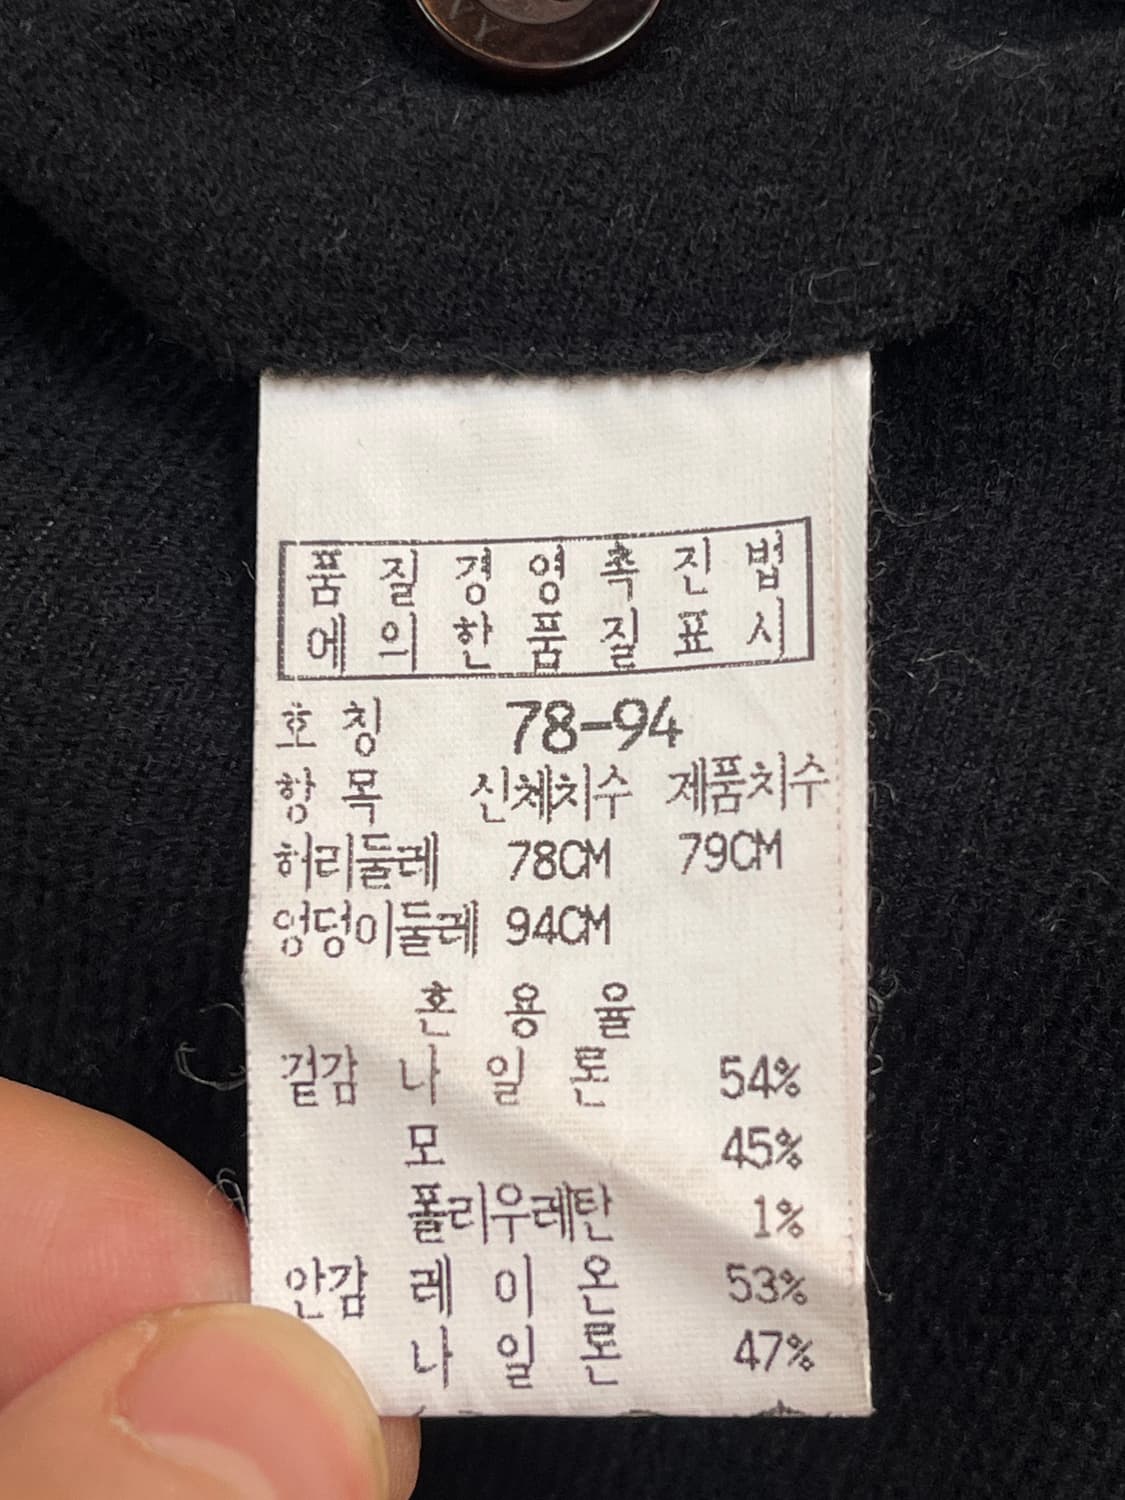 품질경영촉진법
에의한품질표시
호칭 78-94
항목 신체치수 제품치수
허리둘레 78CM 79CM
엉덩이둘레 94CM
혼용율
겉감 나일론 54%
모 45%
폴리우레탄 1%
안감 레이온 53%
나일론 47%